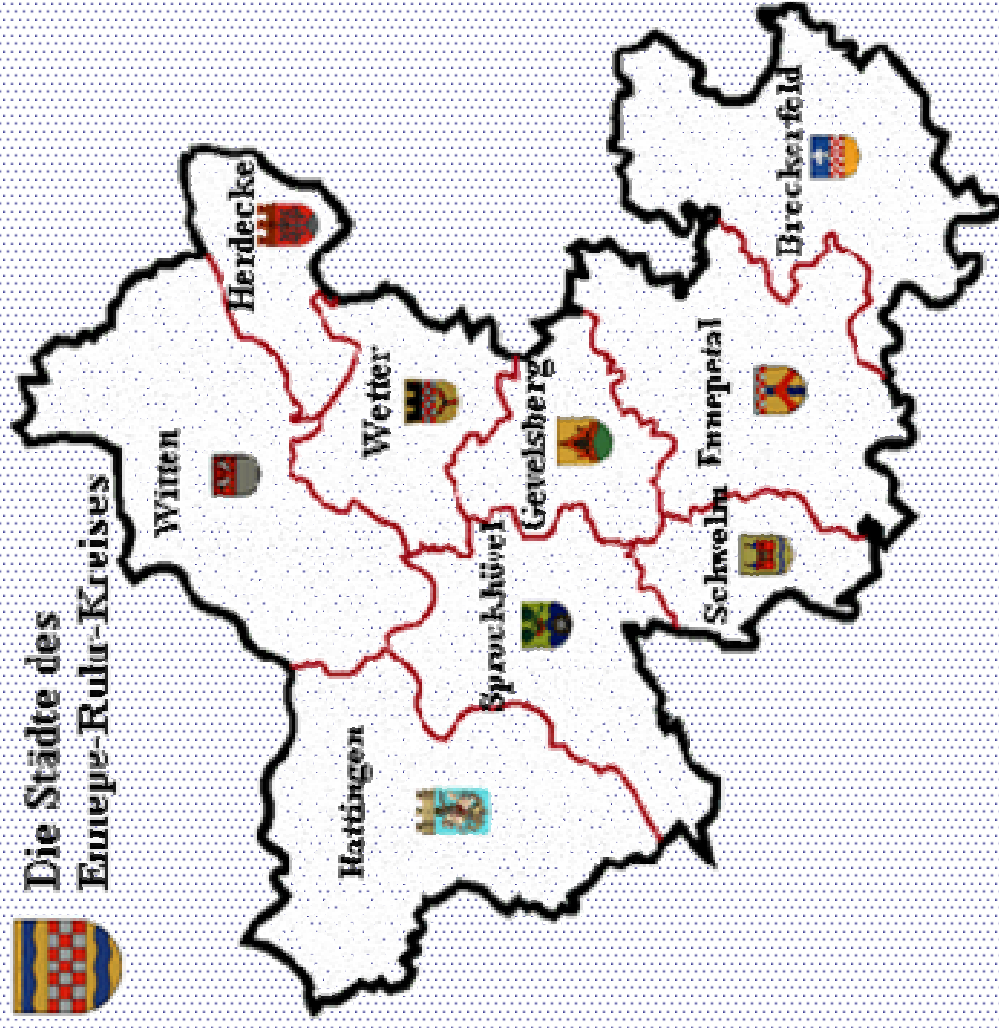 Die Städte des
Ennepe-Ruhr-Kreises
Witten
Herdecke
Hattingen
Wetter
Sprockhövel
Gevelsberg
Schwelm
Ennepetal
Breckerfeld